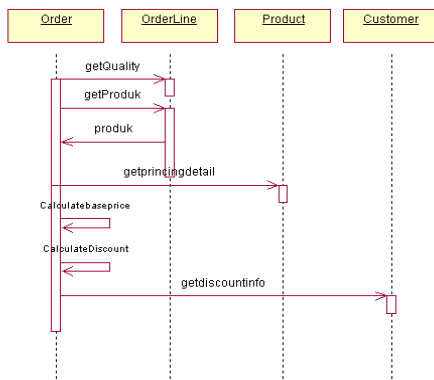 Order
OrderLine
Product
Customer
getQuality
getProduk
produk
getprincingdetail
Calculatebaseprice
CalculateDiscount
getdiscountinfo